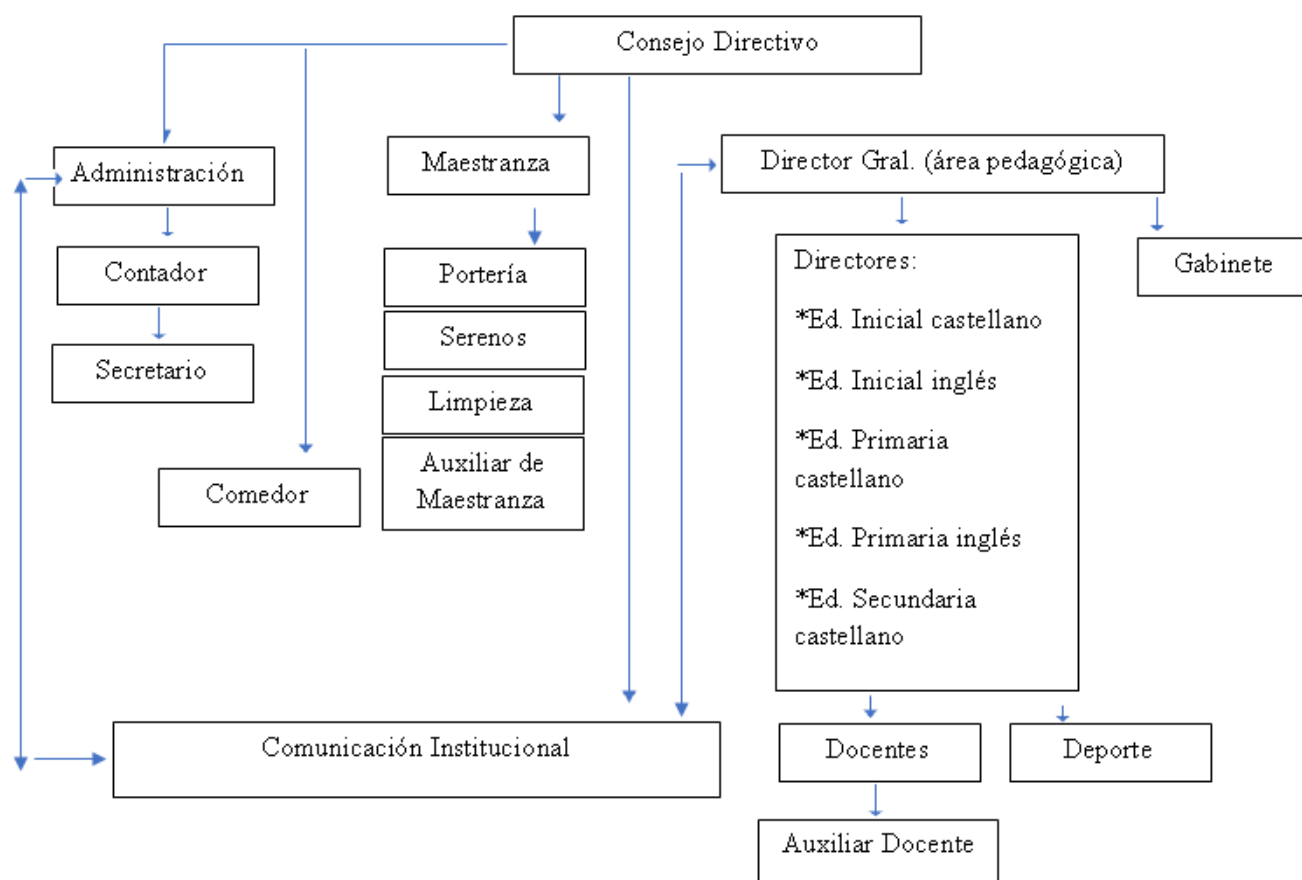 Consejo Directivo
Administración
Maestranza
Director Gral. (área pedagógica)
Contador
Portería
Directores:
Gabinete
*Ed. Inicial castellano
Serenos
Secretario
*Ed. Inicial inglés
Limpieza
*Ed. Primaria
castellano
Auxiliar de
Maestranza
Comedor
*Ed. Primaria inglés
*Ed. Secundaria
castellano
Comunicación Institucional
Docentes
Deporte
Auxiliar Docente